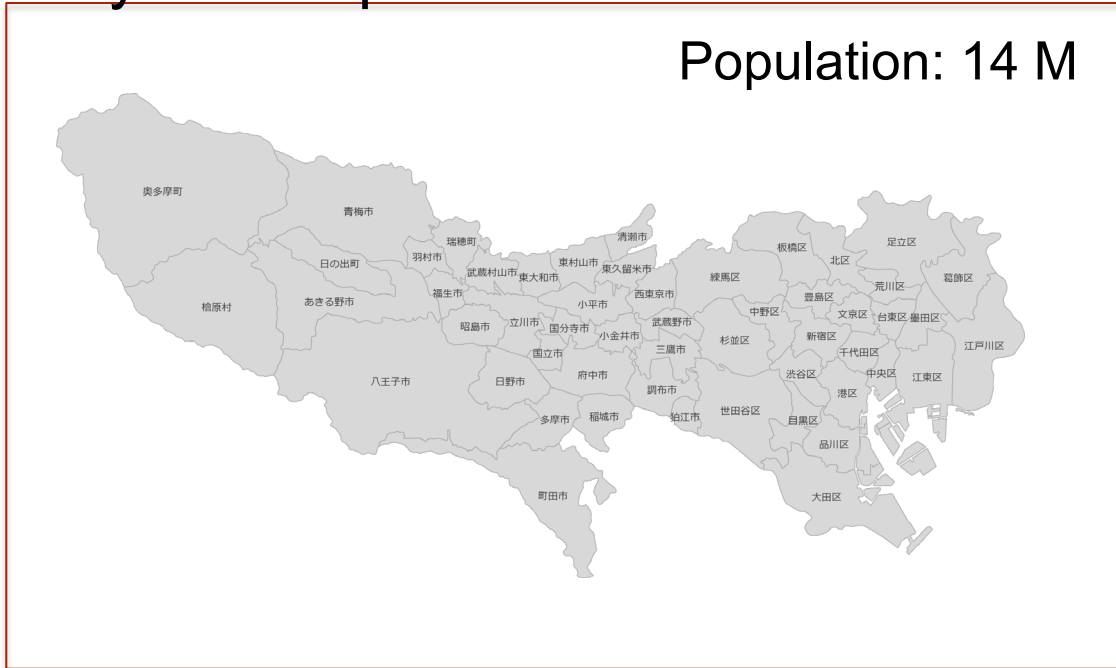 Population: 14 M
奥多摩町
青梅市
瑞穂町
清瀬市
板橋区
足立区
日の出町
羽村市
武蔵村山市
東大和市
東村山市
東久留米市
練馬区
北区
葛飾区
檜原村
あきる野市
福生市
小平市
西東京市
豊島区
荒川区
昭島市
立川市
国分寺市
小金井市
武蔵野市
中野区
文京区
台東区
墨田区
国立市
三鷹市
杉並区
新宿区
千代田区
江戸川区
八王子市
日野市
府中市
調布市
渋谷区
中央区
江東区
多摩市
稲城市
狛江市
世田谷区
目黒区
港区
品川区
町田市
大田区